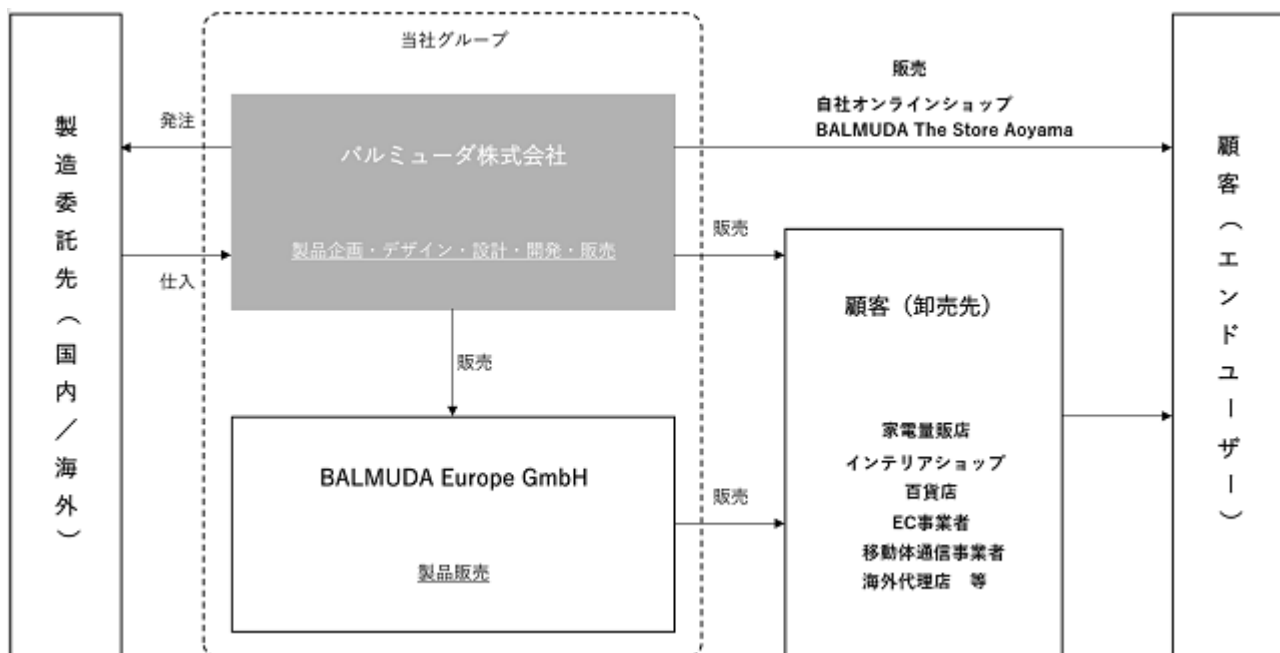 当社グループ
販売
自社オンラインショップ
BALMUDA The Store Aoyama
製造委託先(国内/海外)
発注
仕入
バルミューダ株式会社
製品企画・デザイン・設計・開発・販売
販売
販売
BALMUDA Europe GmbH
製品販売
販売
顧客(卸売先)
家電量販店
インテリアショップ
百貨店
EC事業者
移動体通信事業者
海外代理店 等
顧客(エンドユーザー)